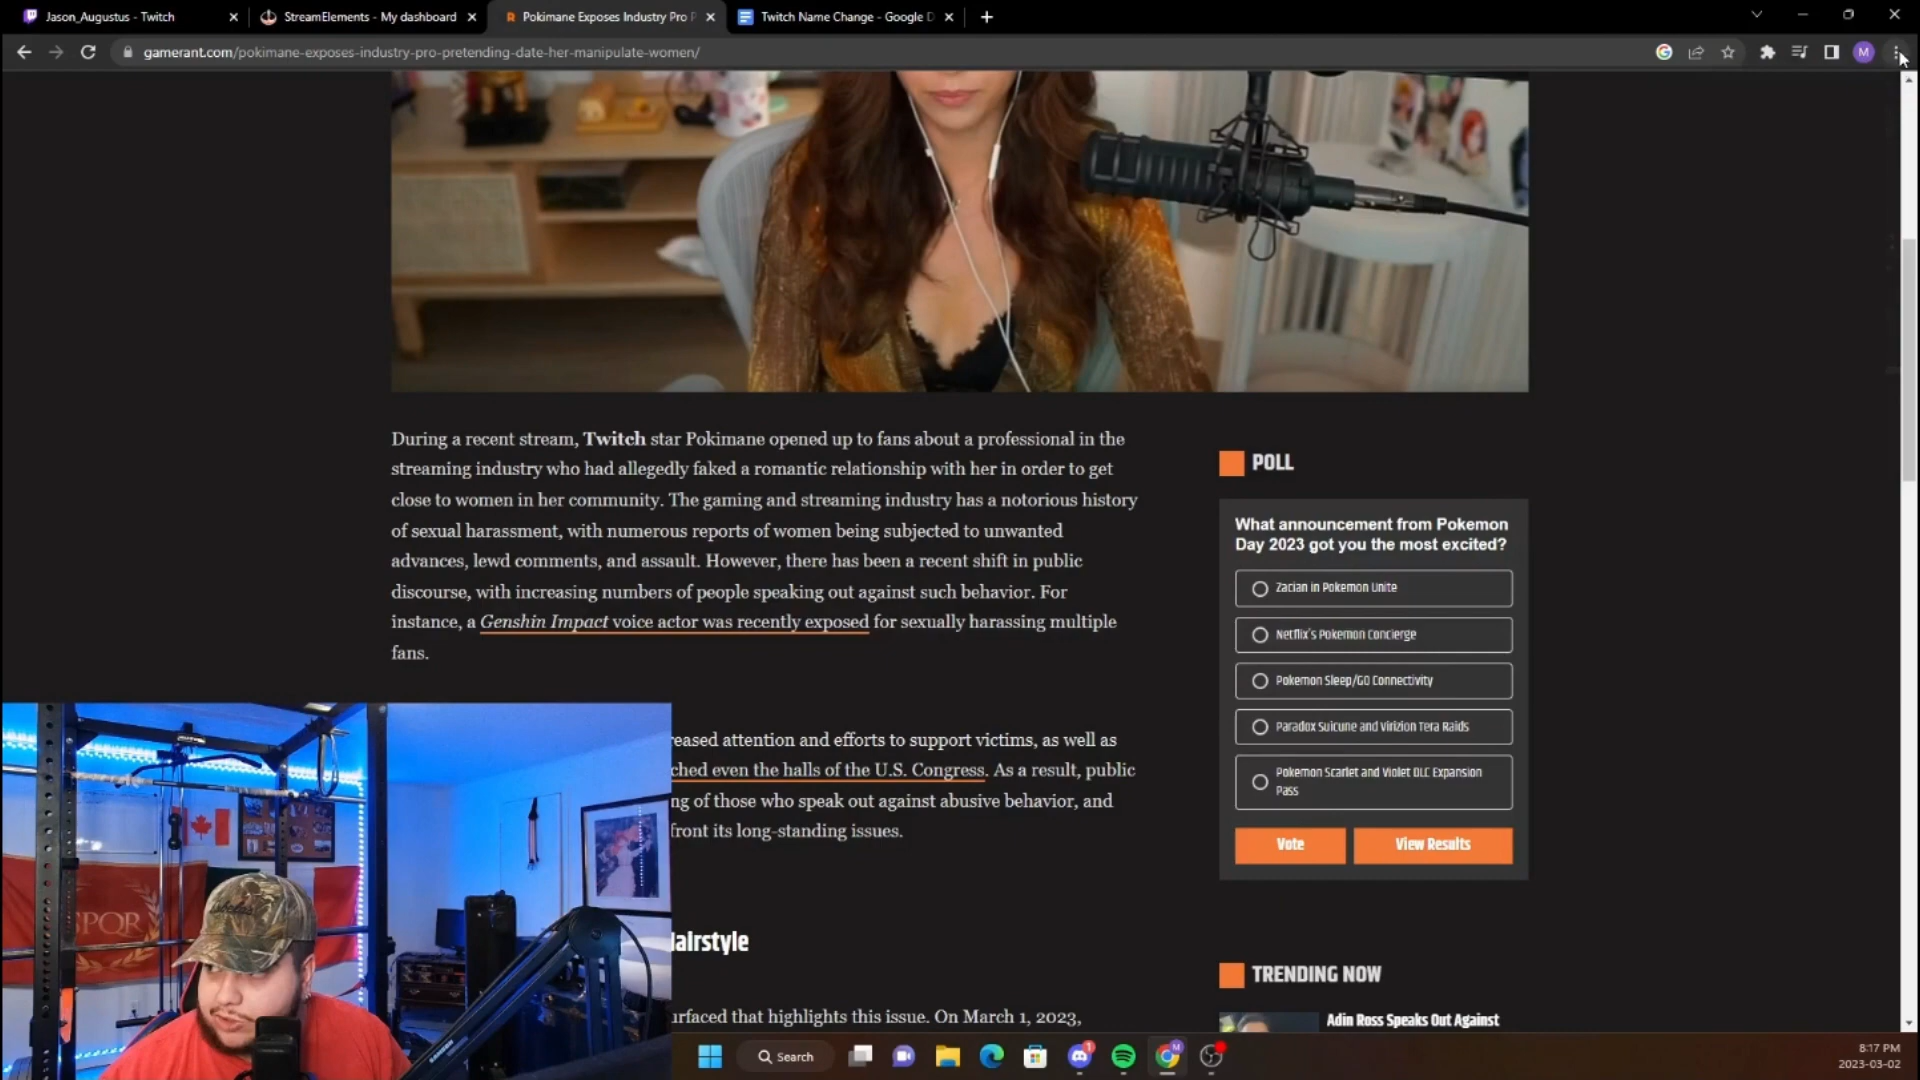 Jason_Augustus - Twitch
StreamElements - My dashboard
Pokimane Exposes Industry Pro P
Twitch Name Change - Google D
gamerant.com/pokimane-exposes-industry-pro-pretending-date-her-manipulate-women/
M
During a recent stream, Twitch star Pokimane opened up to fans about a professional in the
streaming industry who had allegedly faked a romantic relationship with her in order to get
close to women in her community. The gaming and streaming industry has a notorious history
of sexual harassment, with numerous reports of women being subjected to unwanted
advances, lewd comments, and assault. However, there has been a recent shift in public
discourse, with increasing numbers of people speaking out against such behavior. For
instance, a Genshin Impact voice actor was recently exposed for sexually harassing multiple
fans.
reased attention and efforts to support victims, as well as
ched even the halls of the U.S. Congress. As a result, public
ng of those who speak out against abusive behavior, and
front its long-standing issues.
Hairstyle
urfaced that highlights this issue. On March 1, 2023,
POLL
What announcement from Pokemon
Day 2023 got you the most excited?
Zacian in Pokemon Unite
Netflix's Pokemon Concierge
Pokemon Sleep/GO Connectivity
Paradox Suicune and Virizion Tera Raids
Pokemon Scarlet and Violet DLC Expansion
Pass
Vote
View Results
TRENDING NOW
Adin Ross Speaks Out Against
SPQR
Search
1
M
8:17 PM
2023-03-02